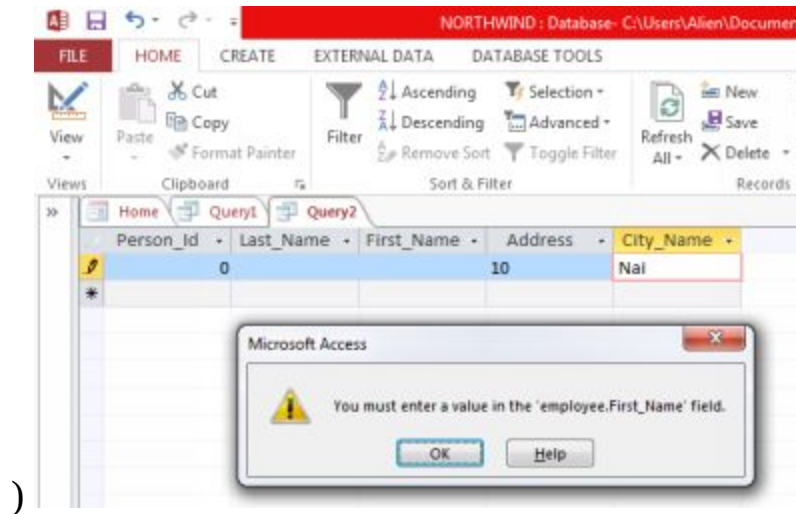 NORTHWIND : Database- C:\Users\Alien\Documen
FILE HOME CREATE EXTERNAL DATA DATABASE TOOLS
Cut Ascending Selection New
View Paste Copy Filter Descending Advanced Refresh All Save
Format Painter Remove Sort Toggle Filter Delete
Views Clipboard Sort & Filter Records
Home Query1 Query2
Person_Id Last_Name First_Name Address City_Name
0 10 Nai
Microsoft Access
You must enter a value in the 'employee.First_Name' field.
OK Help
)